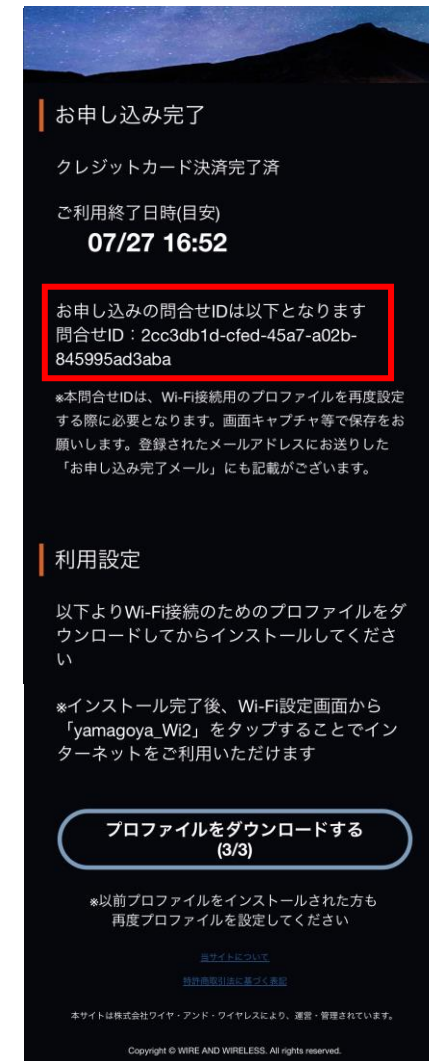 お申し込み完了
クレジットカード決済完了済
ご利用終了日時(目安)
07/27 16:52
お申し込みの問合せIDは以下となります
問合せID：2cc3db1d-cfed-45a7-a02b-
845995ad3aba
※本問合せIDは、Wi-Fi接続用のプロファイルを再度設定
する際に必要となります。画面キャプチャ等で保存をお
願いします。登録されたメールアドレスにお送りした
「お申し込み完了メール」にも記載がございます。
利用設定
以下よりWi-Fi接続のためのプロファイルをダ
ウンロードしてからインストールしてくださ
い
※インストール完了後、Wi-Fi設定画面から
「yamagoya_Wi2」をタップすることでイン
ターネットをご利用いただけます
プロファイルをダウンロードする
(3/3)
※以前プロファイルをインストールされた方も
再度プロファイルを設定してください
当サイトについて
特許商取引法に基づく表記
本サイトは株式会社ワイヤ・アンド・ワイヤレスにより、運営・管理されています。
Copyright © WIRE AND WIRELESS. All rights reserved.